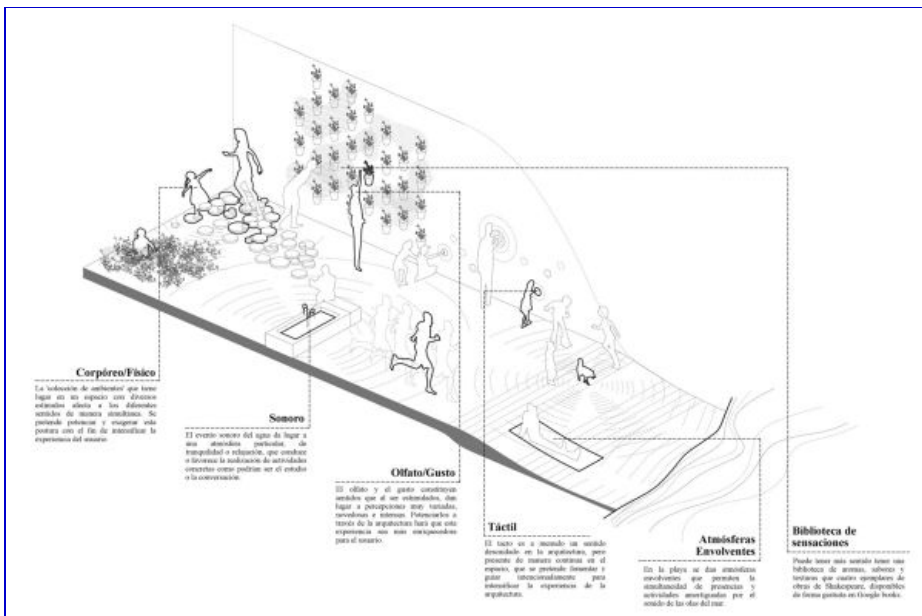 Corpóreo/Físico
La 'colección de ambientes' que tiene
lugar en un espacio con diversos
estímulos afecta a los diferentes
sentidos de manera simultanea. Se
pretende potenciar y exagerar esta
postura con el fin de intensificar la
experiencia del usuario.
Sonoro
El evento sonoro del agua da lugar a
una atmósfera particular, de
tranquilidad o relajación, que conduce
o favorece la realización de actividades
concretas como podrían ser el estudio
o la conversación.
Olfato/Gusto
El olfato y el gusto constituyen
sentidos que al ser estimulados, dan
lugar a percepciones muy variadas,
novedosas e intensas. Potenciarlos a
través de la arquitectura hará que esta
experiencia sea más enriquecedora
para el usuario.
Táctil
El tacto es a menudo un sentido
descuidado en la arquitectura, pero
presente de manera continua en el
espacio, que se pretende fomentar y
guiar intencionadamente para
intensificar la experiencia de la
arquitectura.
Atmósferas
Envolventes
En la playa se dan atmósferas
envolventes que permiten la
simultaneidad de presencias y
actividades amortiguadas por el
sonido de las olas del mar.
Biblioteca de
sensaciones
Puede tener más sentido tener una
biblioteca de aromas, sabores y
texturas que cuatro ejemplares de
obras de Shakespeare, disponibles
de forma gratuita en Google books.